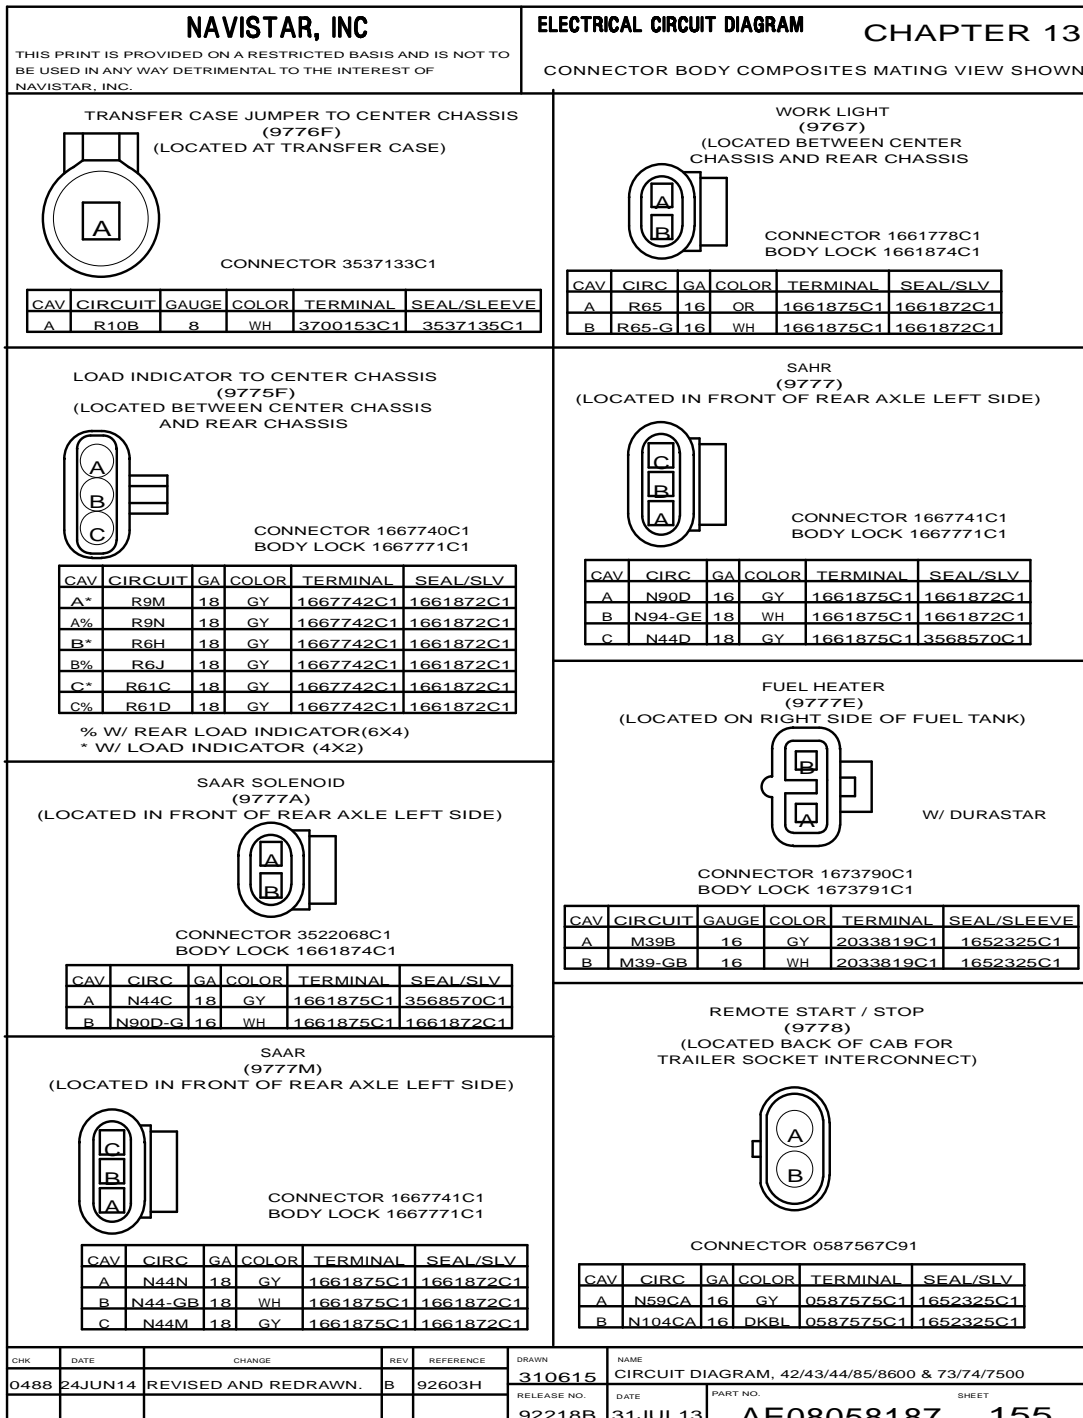 NAVISTAR, INC
THIS PRINT IS PROVIDED ON A RESTRICTED BASIS AND IS NOT TO
BE USED IN ANY WAY DETRIMENTAL TO THE INTEREST OF
NAVISTAR, INC.
ELECTRICAL CIRCUIT DIAGRAM
CHAPTER 13
CONNECTOR BODY COMPOSITES MATING VIEW SHOWN
TRANSFER CASE JUMPER TO CENTER CHASSIS
(9776F)
(LOCATED AT TRANSFER CASE)
A
CONNECTOR 3537133C1
CAV CIRCUIT GAUGE COLOR TERMINAL SEAL/SLEEVE
A R10B 8 WH 3700153C1 3537135C1
LOAD INDICATOR TO CENTER CHASSIS
(9775F)
(LOCATED BETWEEN CENTER CHASSIS
AND REAR CHASSIS
A
B
C
CONNECTOR 1667740C1
BODY LOCK 1667771C1
CAV CIRCUIT GA COLOR TERMINAL SEAL/SLV
A* R9M 18 GY 1667742C1 1661872C1
A% R9N 18 GY 1667742C1 1661872C1
B* R6H 18 GY 1667742C1 1661872C1
B% R6J 18 GY 1667742C1 1661872C1
C* R61C 18 GY 1667742C1 1661872C1
C% R61D 18 GY 1667742C1 1661872C1
% W/ REAR LOAD INDICATOR(6X4)
* W/ LOAD INDICATOR (4X2)
SAAR SOLENOID
(9777A)
(LOCATED IN FRONT OF REAR AXLE LEFT SIDE)
A
B
CONNECTOR 3522068C1
BODY LOCK 1661874C1
CAV CIRC GA COLOR TERMINAL SEAL/SLV
A N44C 18 GY 1661875C1 3568570C1
B N90D-G 16 WH 1661875C1 1661872C1
SAAR
(9777M)
(LOCATED IN FRONT OF REAR AXLE LEFT SIDE)
C
B
A
CONNECTOR 1667741C1
BODY LOCK 1667771C1
CAV CIRC GA COLOR TERMINAL SEAL/SLV
A N44N 18 GY 1661875C1 1661872C1
B N44-GB 18 WH 1661875C1 1661872C1
C N44M 18 GY 1661875C1 1661872C1
WORK LIGHT
(9767)
(LOCATED BETWEEN CENTER
CHASSIS AND REAR CHASSIS
A
B
CONNECTOR 1661778C1
BODY LOCK 1661874C1
CAV CIRC GA COLOR TERMINAL SEAL/SLV
A R65 16 OR 1661875C1 1661872C1
B R65-G 16 WH 1661875C1 1661872C1
SAHR
(9777)
(LOCATED IN FRONT OF REAR AXLE LEFT SIDE)
C
B
A
CONNECTOR 1667741C1
BODY LOCK 1667771C1
CAV CIRC GA COLOR TERMINAL SEAL/SLV
A N90D 16 GY 1661875C1 1661872C1
B N94-GE 18 WH 1661875C1 1661872C1
C N44D 18 GY 1661875C1 3568570C1
FUEL HEATER
(9777E)
(LOCATED ON RIGHT SIDE OF FUEL TANK)
B
A
W/ DURASTAR
CONNECTOR 1673790C1
BODY LOCK 1673791C1
CAV CIRCUIT GAUGE COLOR TERMINAL SEAL/SLEEVE
A M39B 16 GY 2033819C1 1652325C1
B M39-GB 16 WH 2033819C1 1652325C1
REMOTE START / STOP
(9778)
(LOCATED BACK OF CAB FOR
TRAILER SOCKET INTERCONNECT)
A
B
CONNECTOR 0587567C91
CAV CIRC GA COLOR TERMINAL SEAL/SLV
A N59CA 16 GY 0587575C1 1652325C1
B N104CA 16 DKBL 0587575C1 1652325C1
CHK DATE CHANGE REV REFERENCE
0488 24JUN14 REVISED AND REDRAWN. B 92603H
DRAWN
310615
NAME
CIRCUIT DIAGRAM, 42/43/44/85/8600 & 73/74/7500
RELEASE NO.
92218B
DATE
31JUL13
PART NO.
AE08058187
SHEET
155